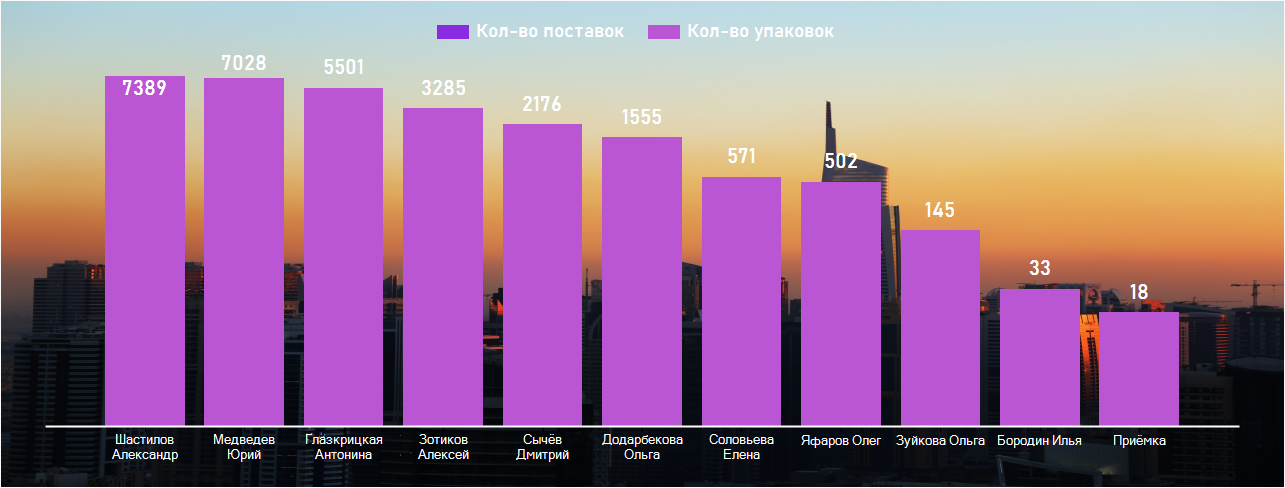 Кол-во поставок Кол-во упаковок
7389 7028 5501 3285 2176 1555 571 502 145 33 18
Шастилов Александр
Медведев Юрий
Глазкрицкая Антонина
Зотиков Алексей
Сычёв Дмитрий
Додарбекова Ольга
Соловьева Елена
Яфаров Олег
Зуйкова Ольга
Бородин Илья
Приёмка